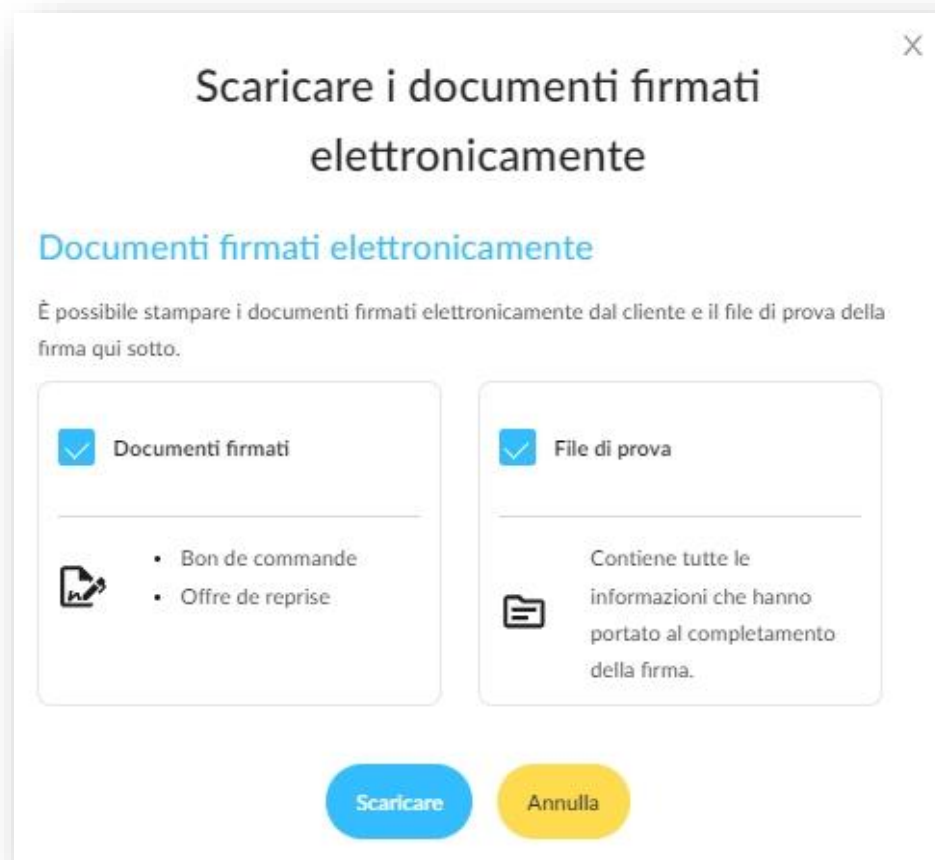 Scaricare i documenti firmati
elettronicamente
Documenti firmati elettronicamente
È possibile stampare i documenti firmati elettronicamente dal cliente e il file di prova della
firma qui sotto.
Documenti firmati
• Bon de commande
• Offre de reprise
File di prova
Contiene tutte le
informazioni che hanno
portato al completamento
della firma.
Scaricare
Annulla